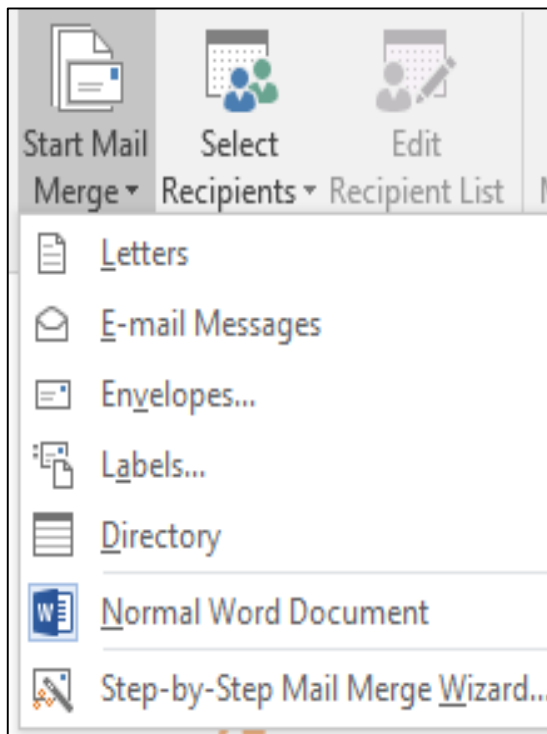 Start Mail Select Edit
Merge Recipients Recipient List
Letters
E-mail Messages
Envelopes...
Labels...
Directory
Normal Word Document
Step-by-Step Mail Merge Wizard...